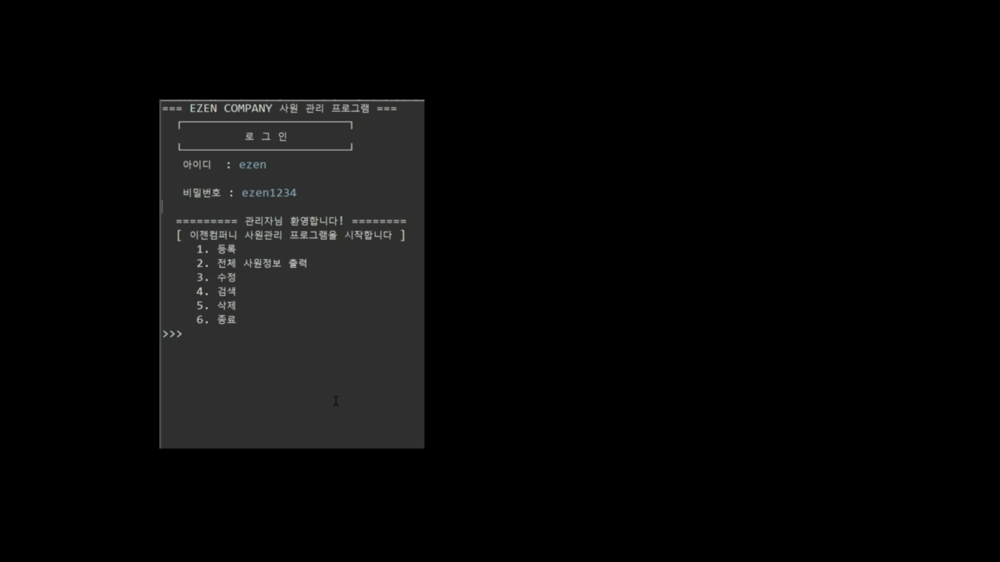 === EZEN COMPANY 사원 관리 프로그램 ===
로 그 인
아이디 : ezen
비밀번호 : ezen1234
========= 관리자님 환영합니다! ========
[ 이젠컴퍼니 사원관리 프로그램을 시작합니다 ]
1. 등록
2. 전체 사원정보 출력
3. 수정
4. 검색
5. 삭제
6. 종료
>>>